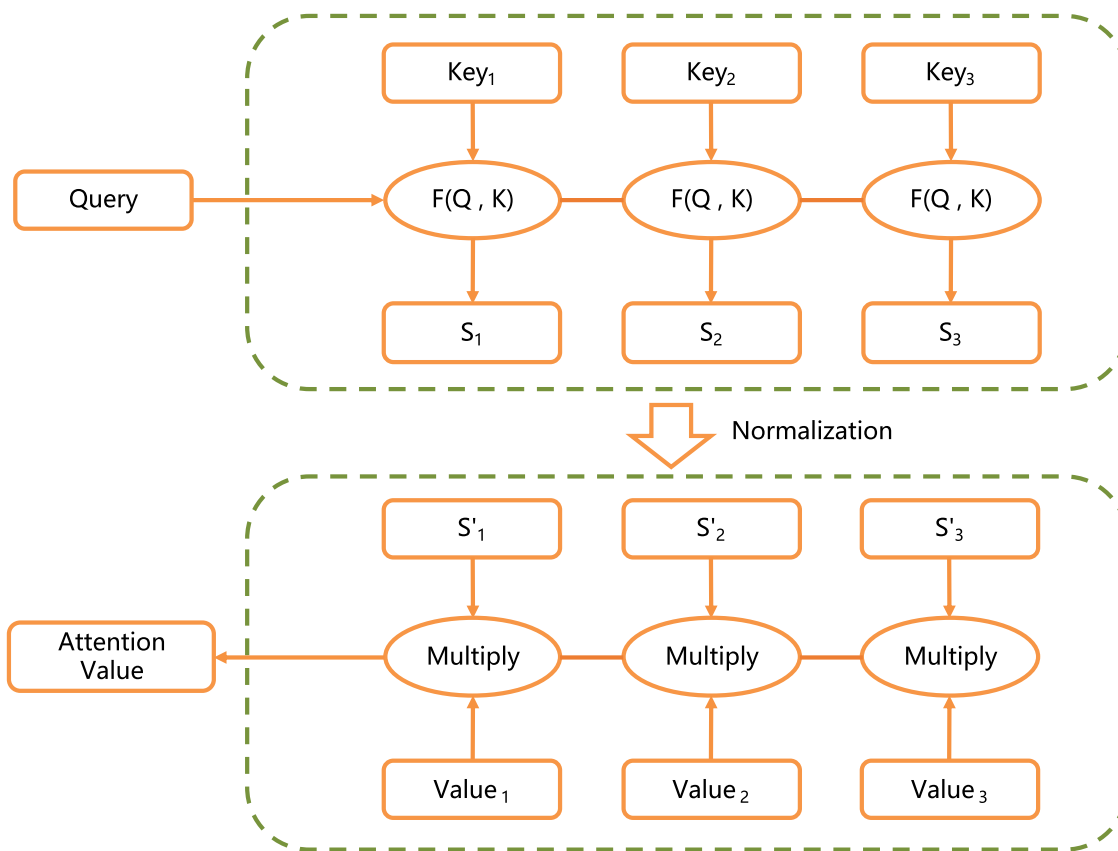 Key₁
Key₂
Key₃
Query
F(Q , K)
F(Q , K)
F(Q , K)
S₁
S₂
S₃
Normalization
S'₁
S'₂
S'₃
Attention
Value
Multiply
Multiply
Multiply
Value ₁
Value ₂
Value ₃